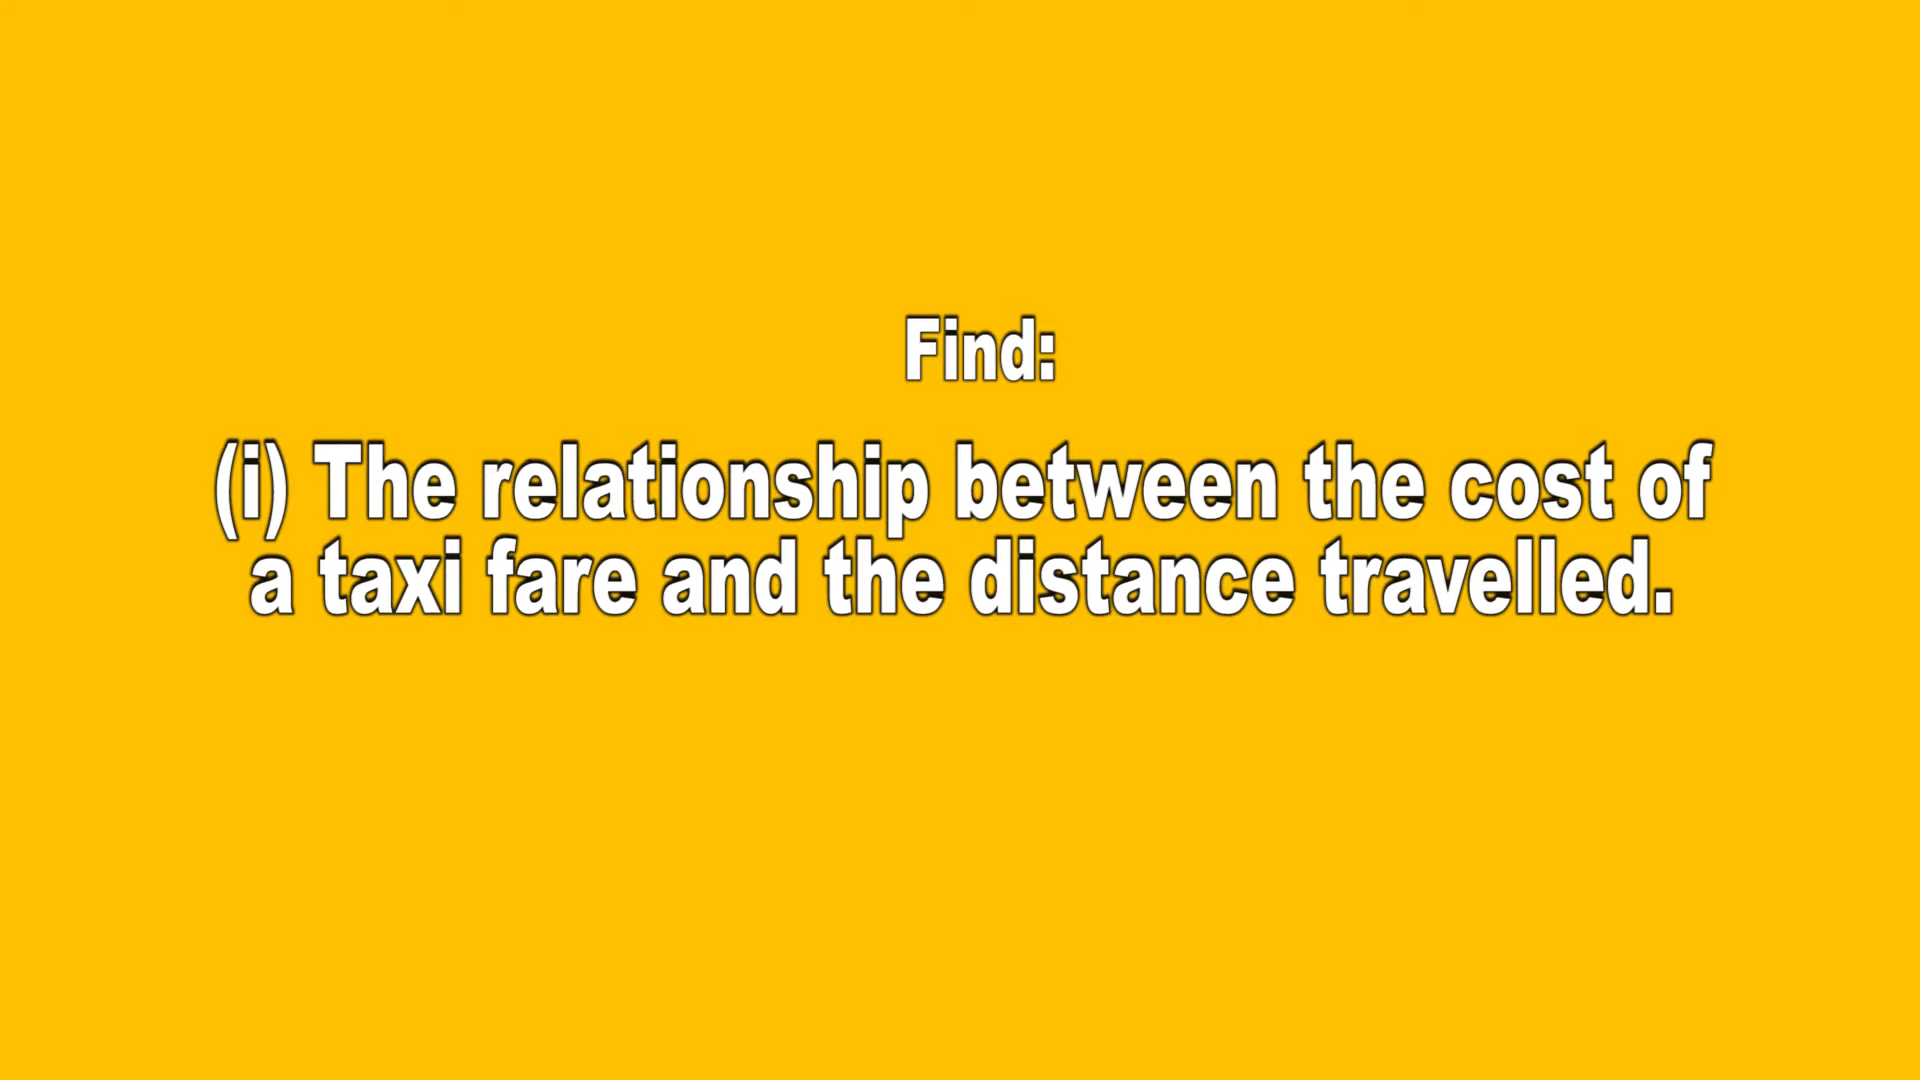 Find:
(i) The relationship between the cost of
a taxi fare and the distance travelled.